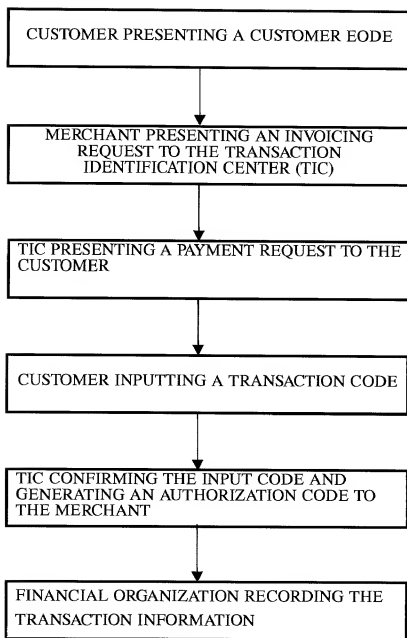 CUSTOMER PRESENTING A CUSTOMER EODE
MERCHANT PRESENTING AN INVOICING
REQUEST TO THE TRANSACTION
IDENTIFICATION CENTER (TIC)
TIC PRESENTING A PAYMENT REQUEST TO THE
CUSTOMER
CUSTOMER INPUTTING A TRANSACTION CODE
TIC CONFIRMING THE INPUT CODE AND
GENERATING AN AUTHORIZATION CODE TO
THE MERCHANT
FINANCIAL ORGANIZATION RECORDING THE
TRANSACTION INFORMATION